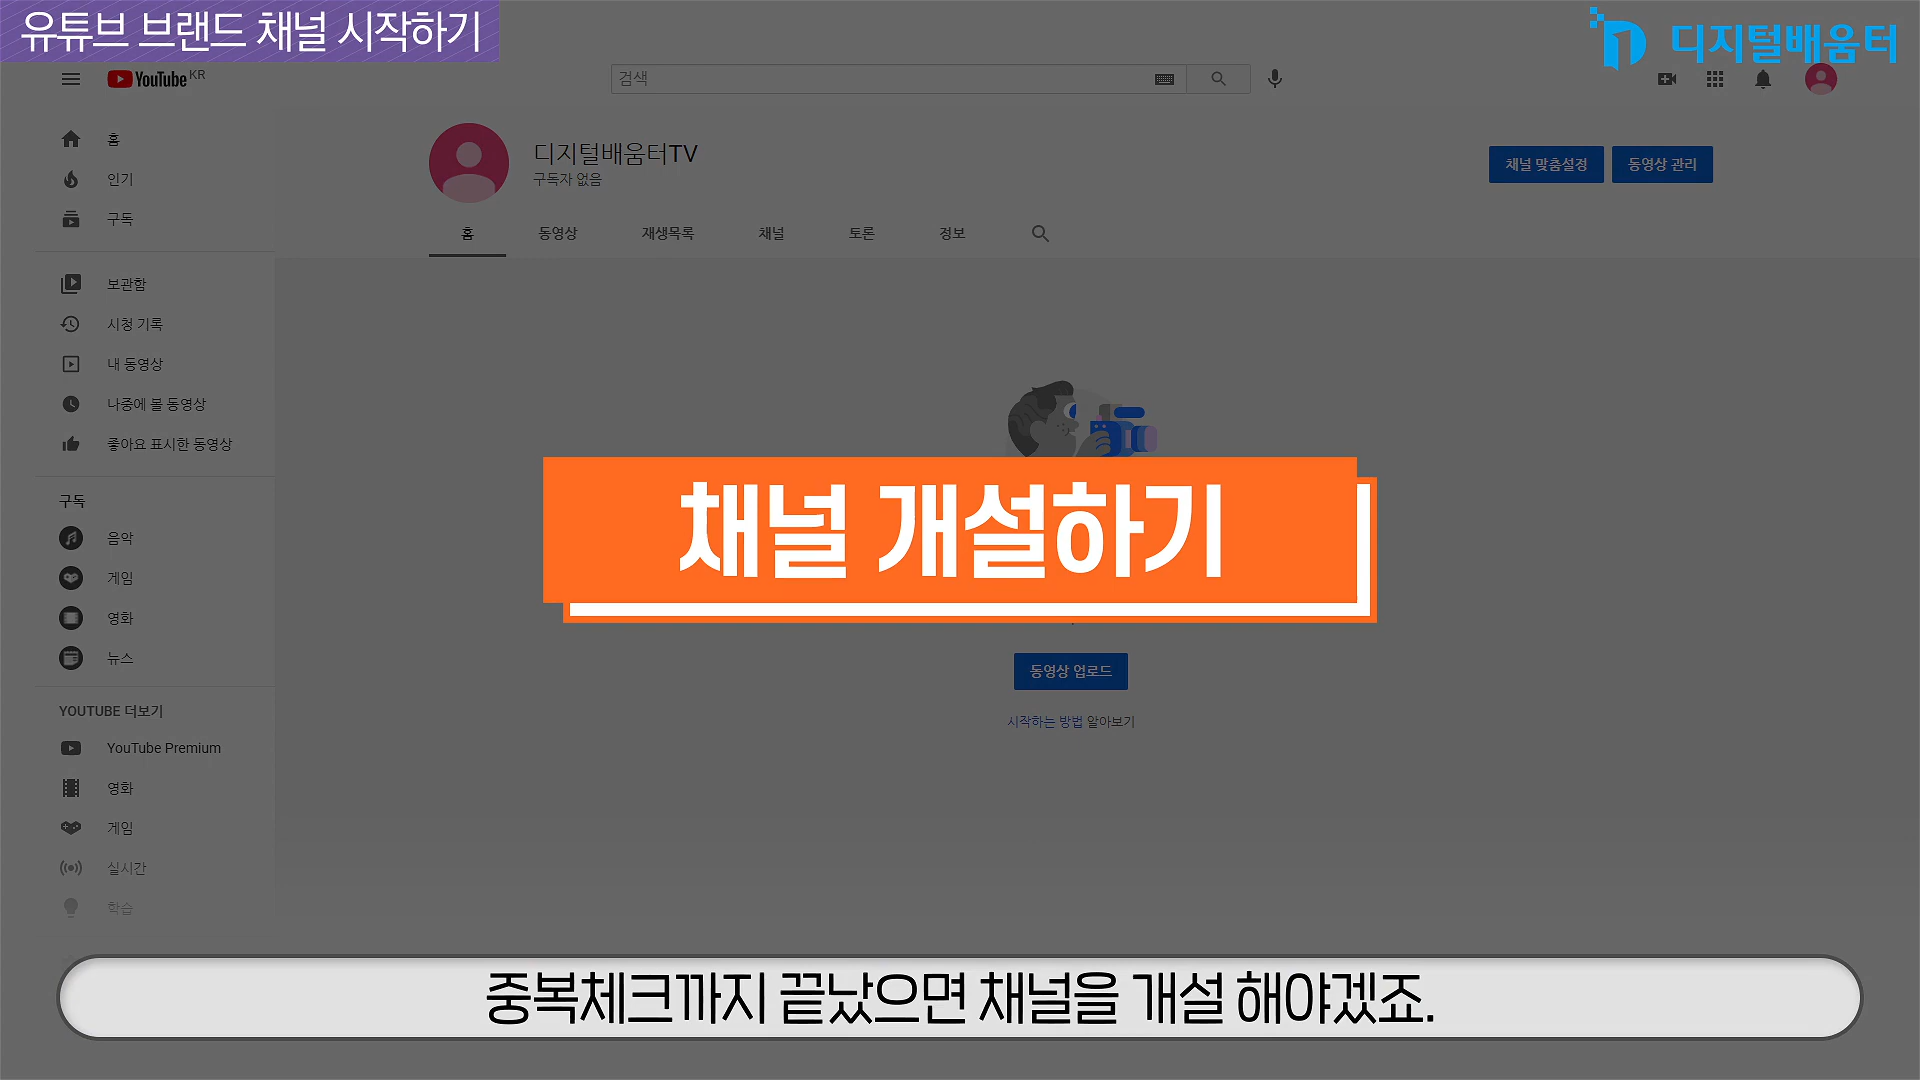 유튜브 브랜드 채널 시작하기
디지털배움터
YouTube KR
검색
홈
인기
구독
보관함
시청 기록
내 동영상
나중에 볼 동영상
좋아요 표시한 동영상
구독
음악
게임
영화
뉴스
YOUTUBE 더보기
YouTube Premium
영화
게임
실시간
학습
디지털배움터TV
구독자 없음
채널 맞춤설정
동영상 관리
홈
동영상
재생목록
채널
토론
정보
채널 개설하기
동영상 업로드
시작하는 방법 알아보기
중복체크까지 끝났으면 채널을 개설 해야겠죠.